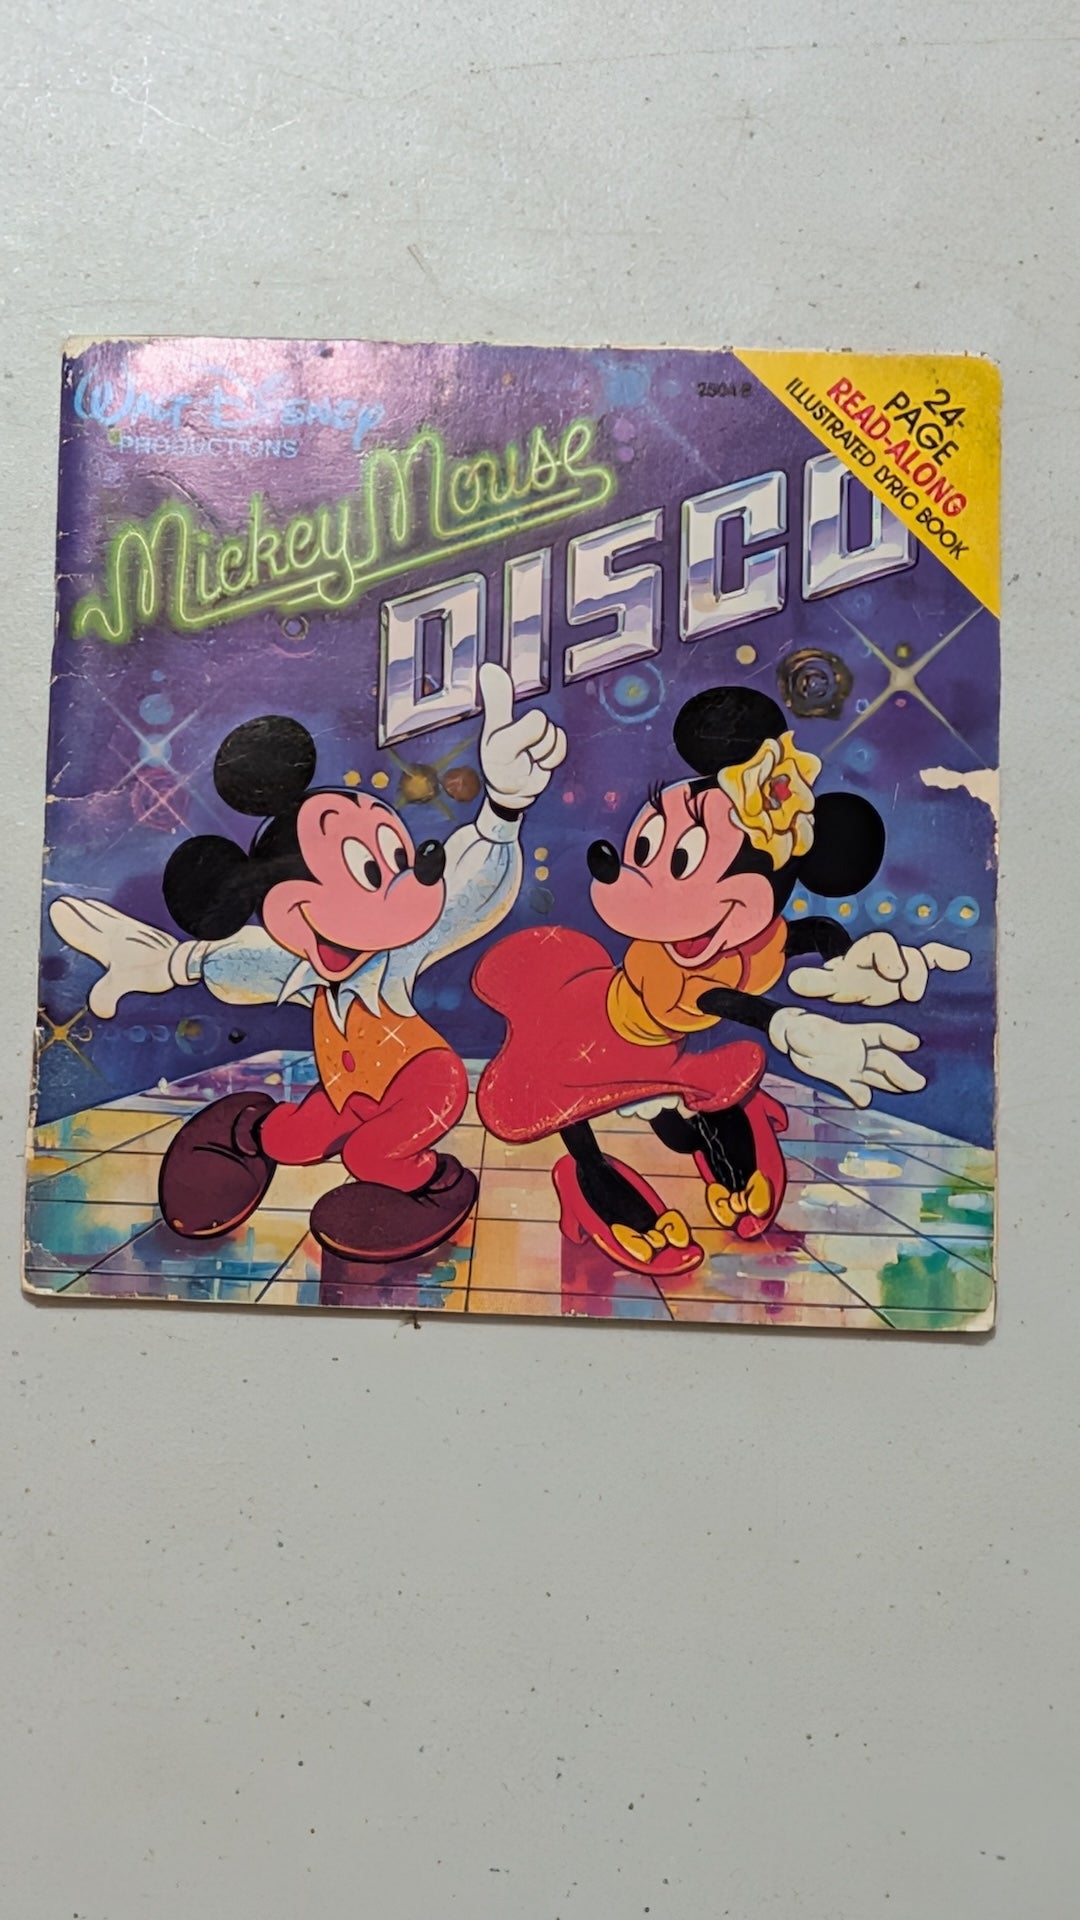 WALT DISNEY
PRODUCTIONS
Mickey Mouse
DISCO
2504 B
24-
PAGE
READ-ALONG
ILLUSTRATED LYRIC BOOK